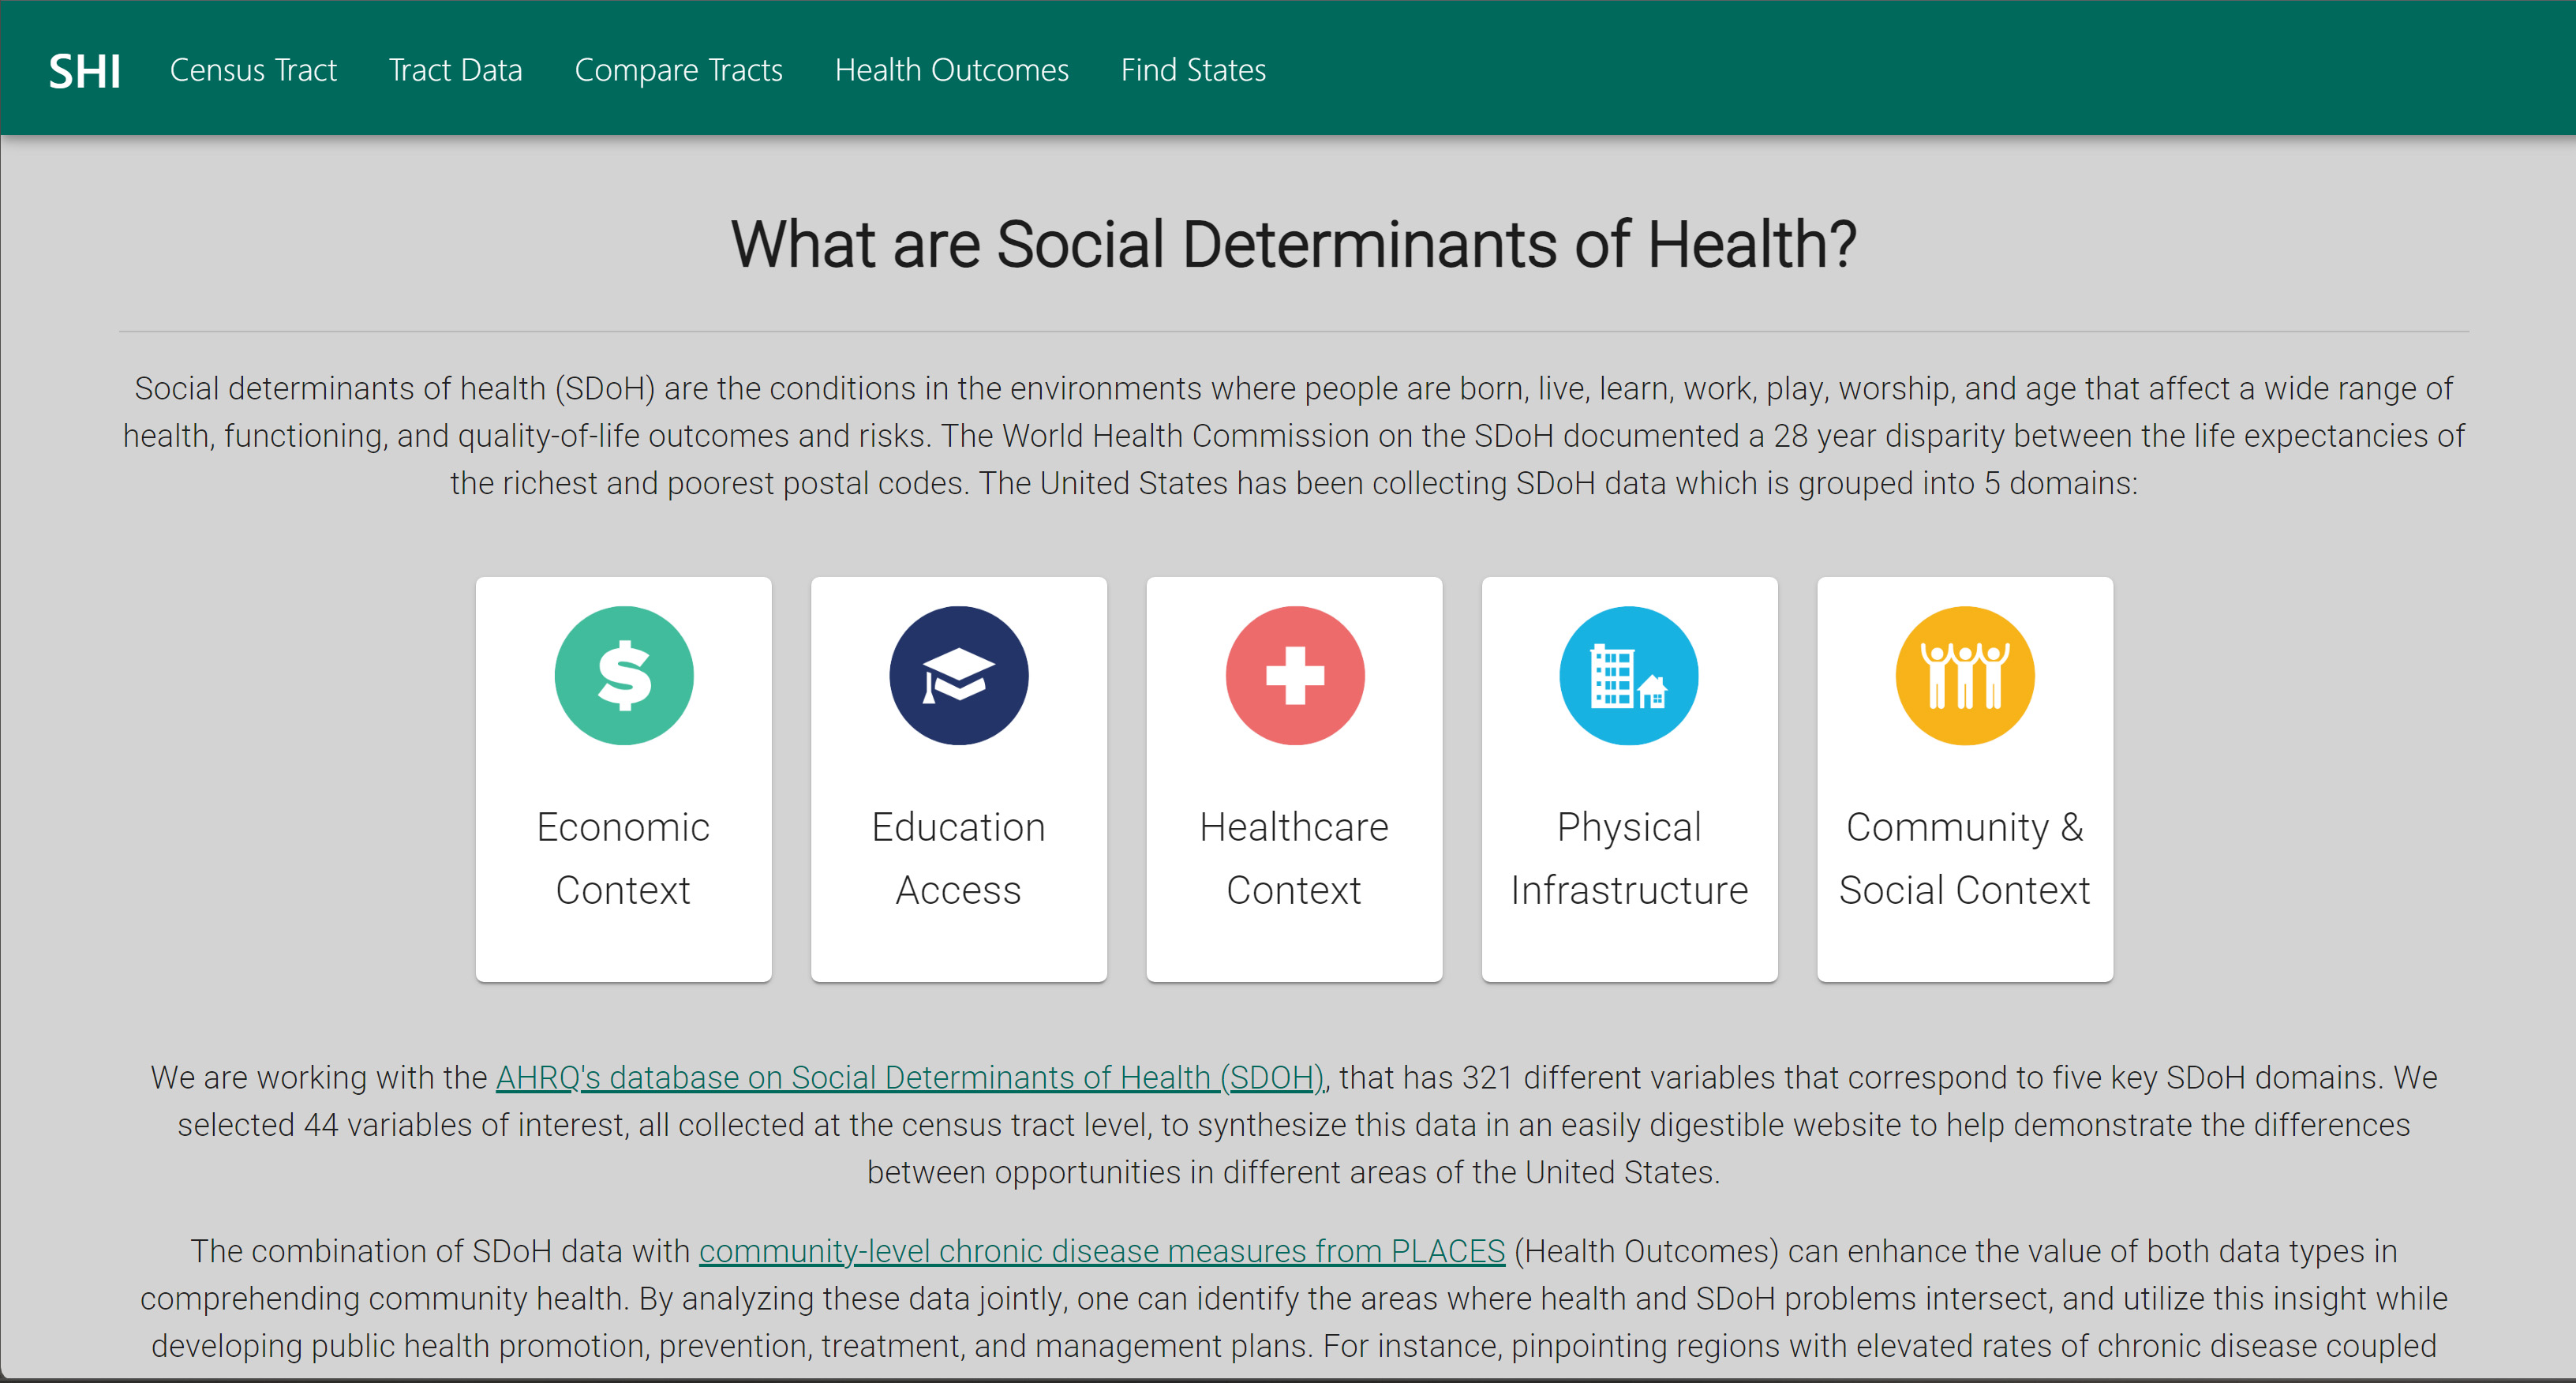 SHI Census Tract Tract Data Compare Tracts Health Outcomes Find States
What are Social Determinants of Health?
Social determinants of health (SDoH) are the conditions in the environments where people are born, live, learn, work, play, worship, and age that affect a wide range of
health, functioning, and quality-of-life outcomes and risks. The World Health Commission on the SDoH documented a 28 year disparity between the life expectancies of
the richest and poorest postal codes. The United States has been collecting SDoH data which is grouped into 5 domains:
$
Economic
Context
Education
Access
Healthcare
Context
Physical
Infrastructure
Community &
Social Context
We are working with the AHRQ's database on Social Determinants of Health (SDOH), that has 321 different variables that correspond to five key SDoH domains. We
selected 44 variables of interest, all collected at the census tract level, to synthesize this data in an easily digestible website to help demonstrate the differences
between opportunities in different areas of the United States.
The combination of SDoH data with community-level chronic disease measures from PLACES (Health Outcomes) can enhance the value of both data types in
comprehending community health. By analyzing these data jointly, one can identify the areas where health and SDoH problems intersect, and utilize this insight while
developing public health promotion, prevention, treatment, and management plans. For instance, pinpointing regions with elevated rates of chronic disease coupled